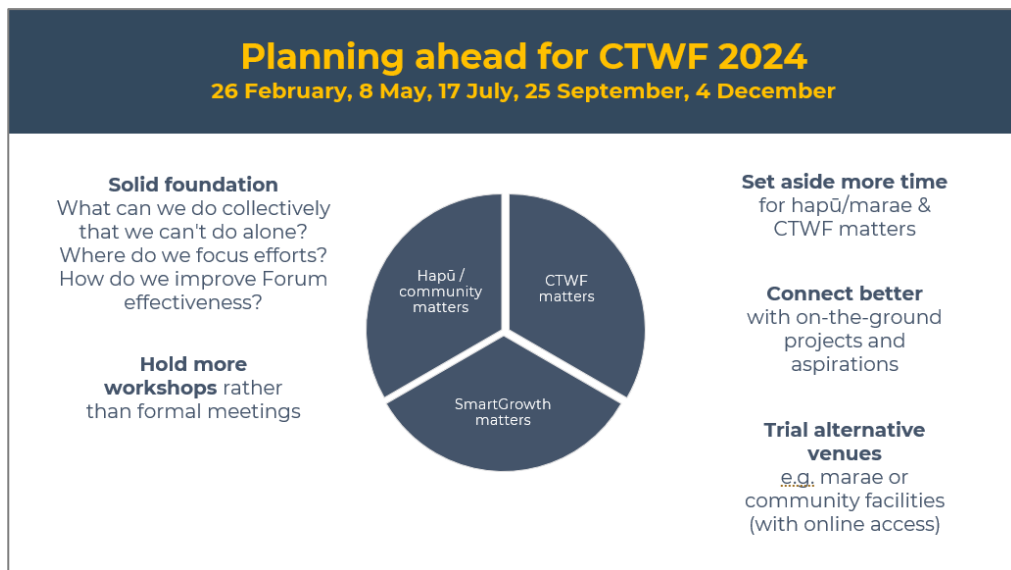 Planning ahead for CTWF 2024
26 February, 8 May, 17 July, 25 September, 4 December
Solid foundation
What can we do collectively
that we can't do alone?
Where do we focus efforts?
How do we improve Forum
effectiveness?
Hold more
workshops rather
than formal meetings
Hapū /
community
matters
CTWF
matters
SmartGrowth
matters
Set aside more time
for hapū/marae &
CTWF matters
Connect better
with on-the-ground
projects and
aspirations
Trial alternative
venues
e.g. marae or
community facilities
(with online access)